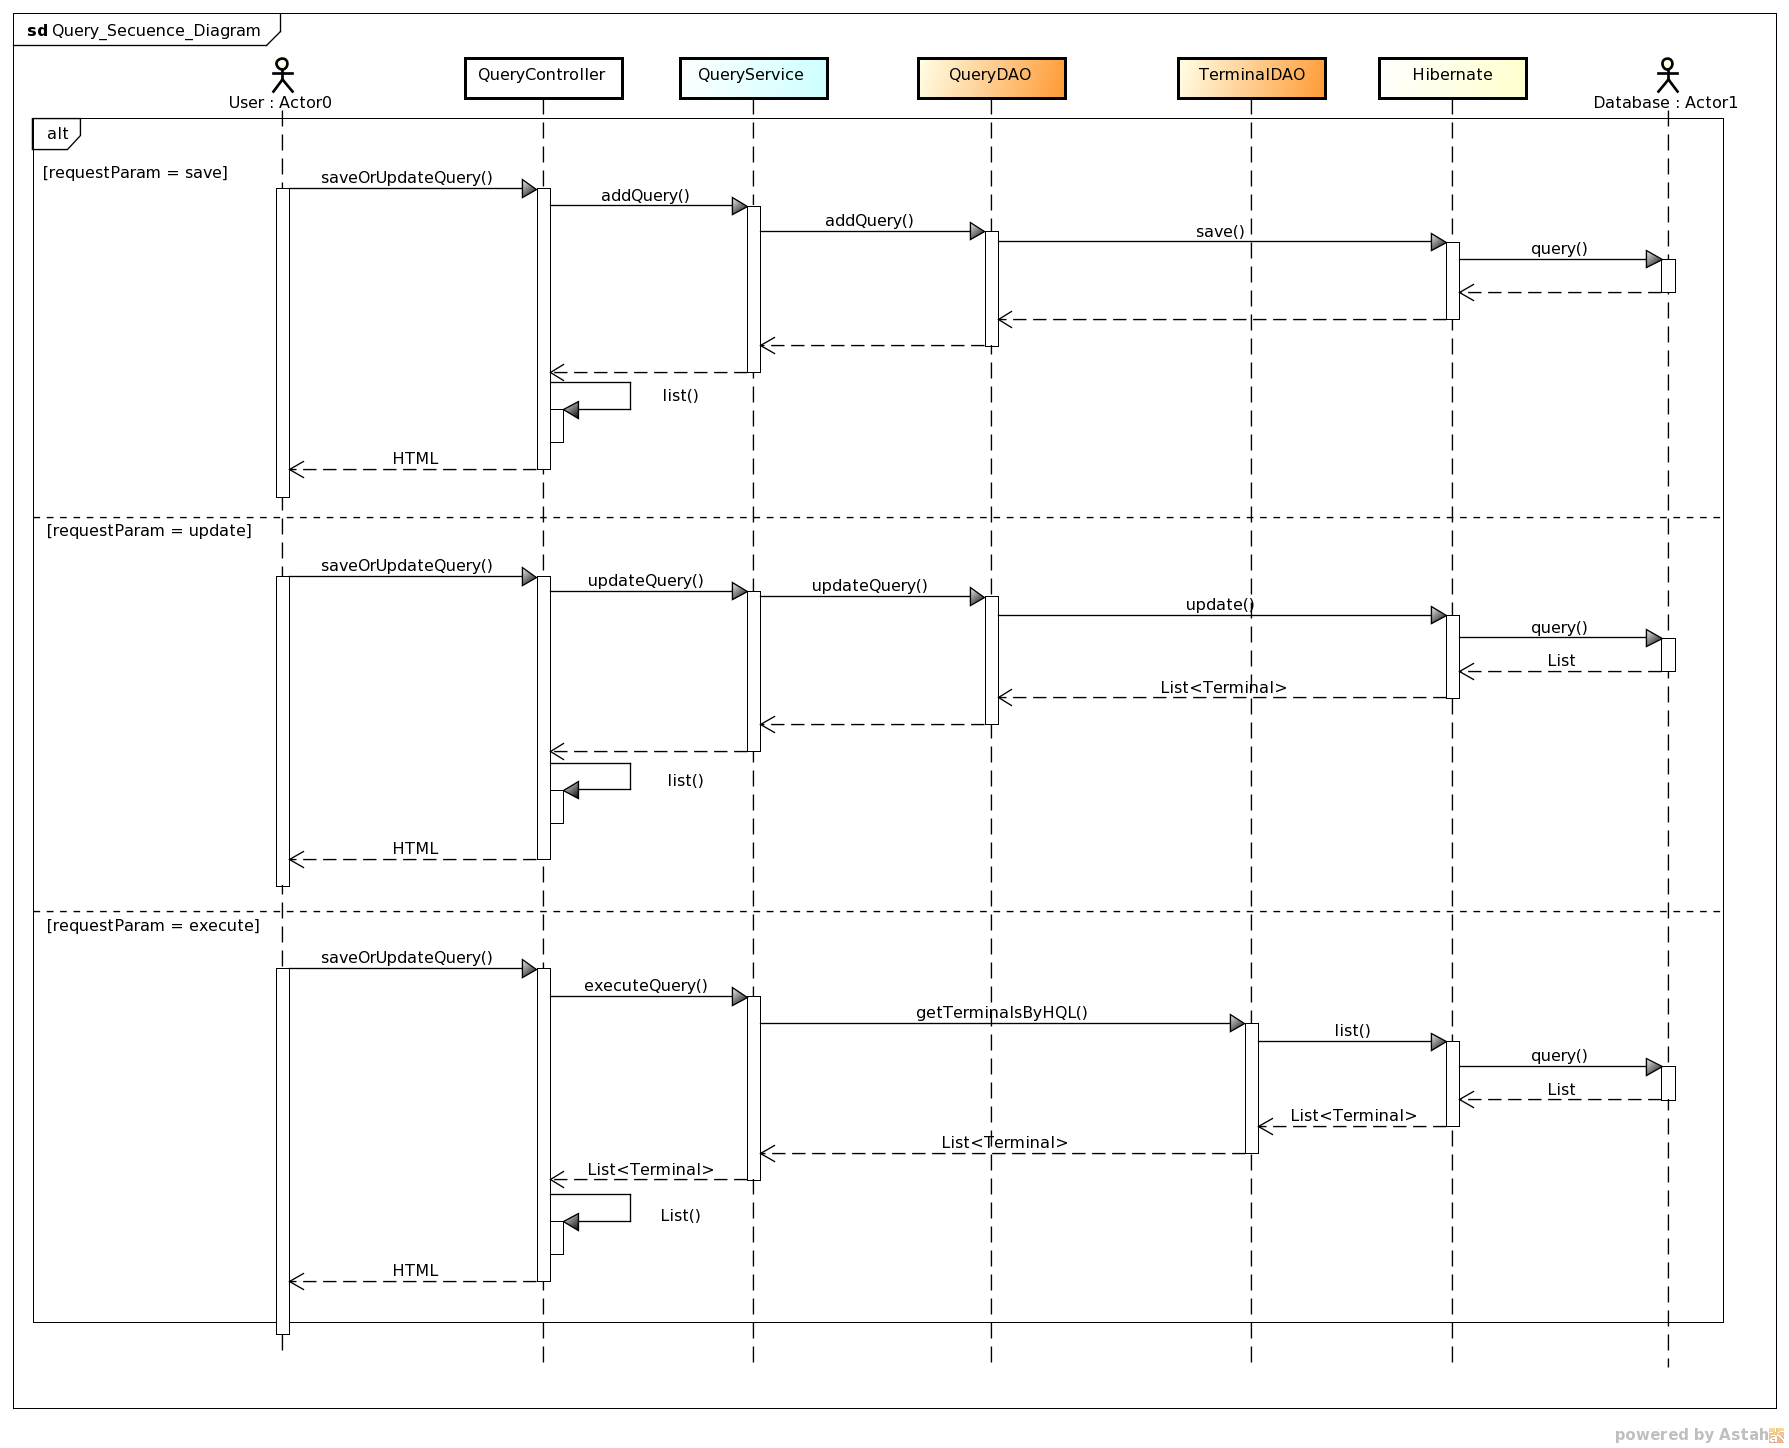 sd Query_Secuence_Diagram
QueryController
QueryService
QueryDAO
TerminalDAO
Hibernate
User : Actor0
Database : Actor1
alt
[requestParam = save]
saveOrUpdateQuery()
addQuery()
addQuery()
save()
query()
list()
HTML
[requestParam = update]
saveOrUpdateQuery()
updateQuery()
updateQuery()
update()
query()
List
List<Terminal>
list()
HTML
[requestParam = execute]
saveOrUpdateQuery()
executeQuery()
getTerminalsByHQL()
list()
query()
List
List<Terminal>
List<Terminal>
List<Terminal>
List()
HTML
powered by Astah